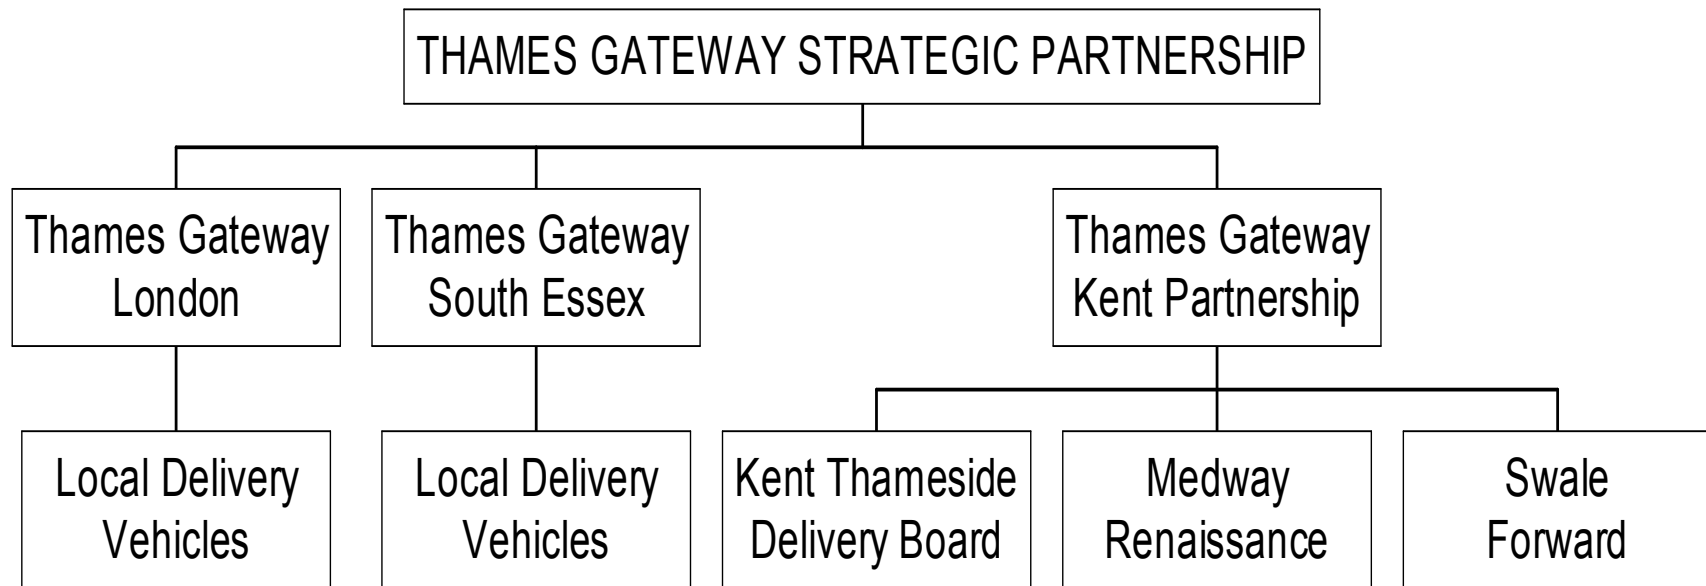 THAMES GATEWAY STRATEGIC PARTNERSHIP
Thames Gateway
London
Thames Gateway
South Essex
Thames Gateway
Kent Partnership
Local Delivery
Vehicles
Local Delivery
Vehicles
Kent Thameside
Delivery Board
Medway
Renaissance
Swale
Forward